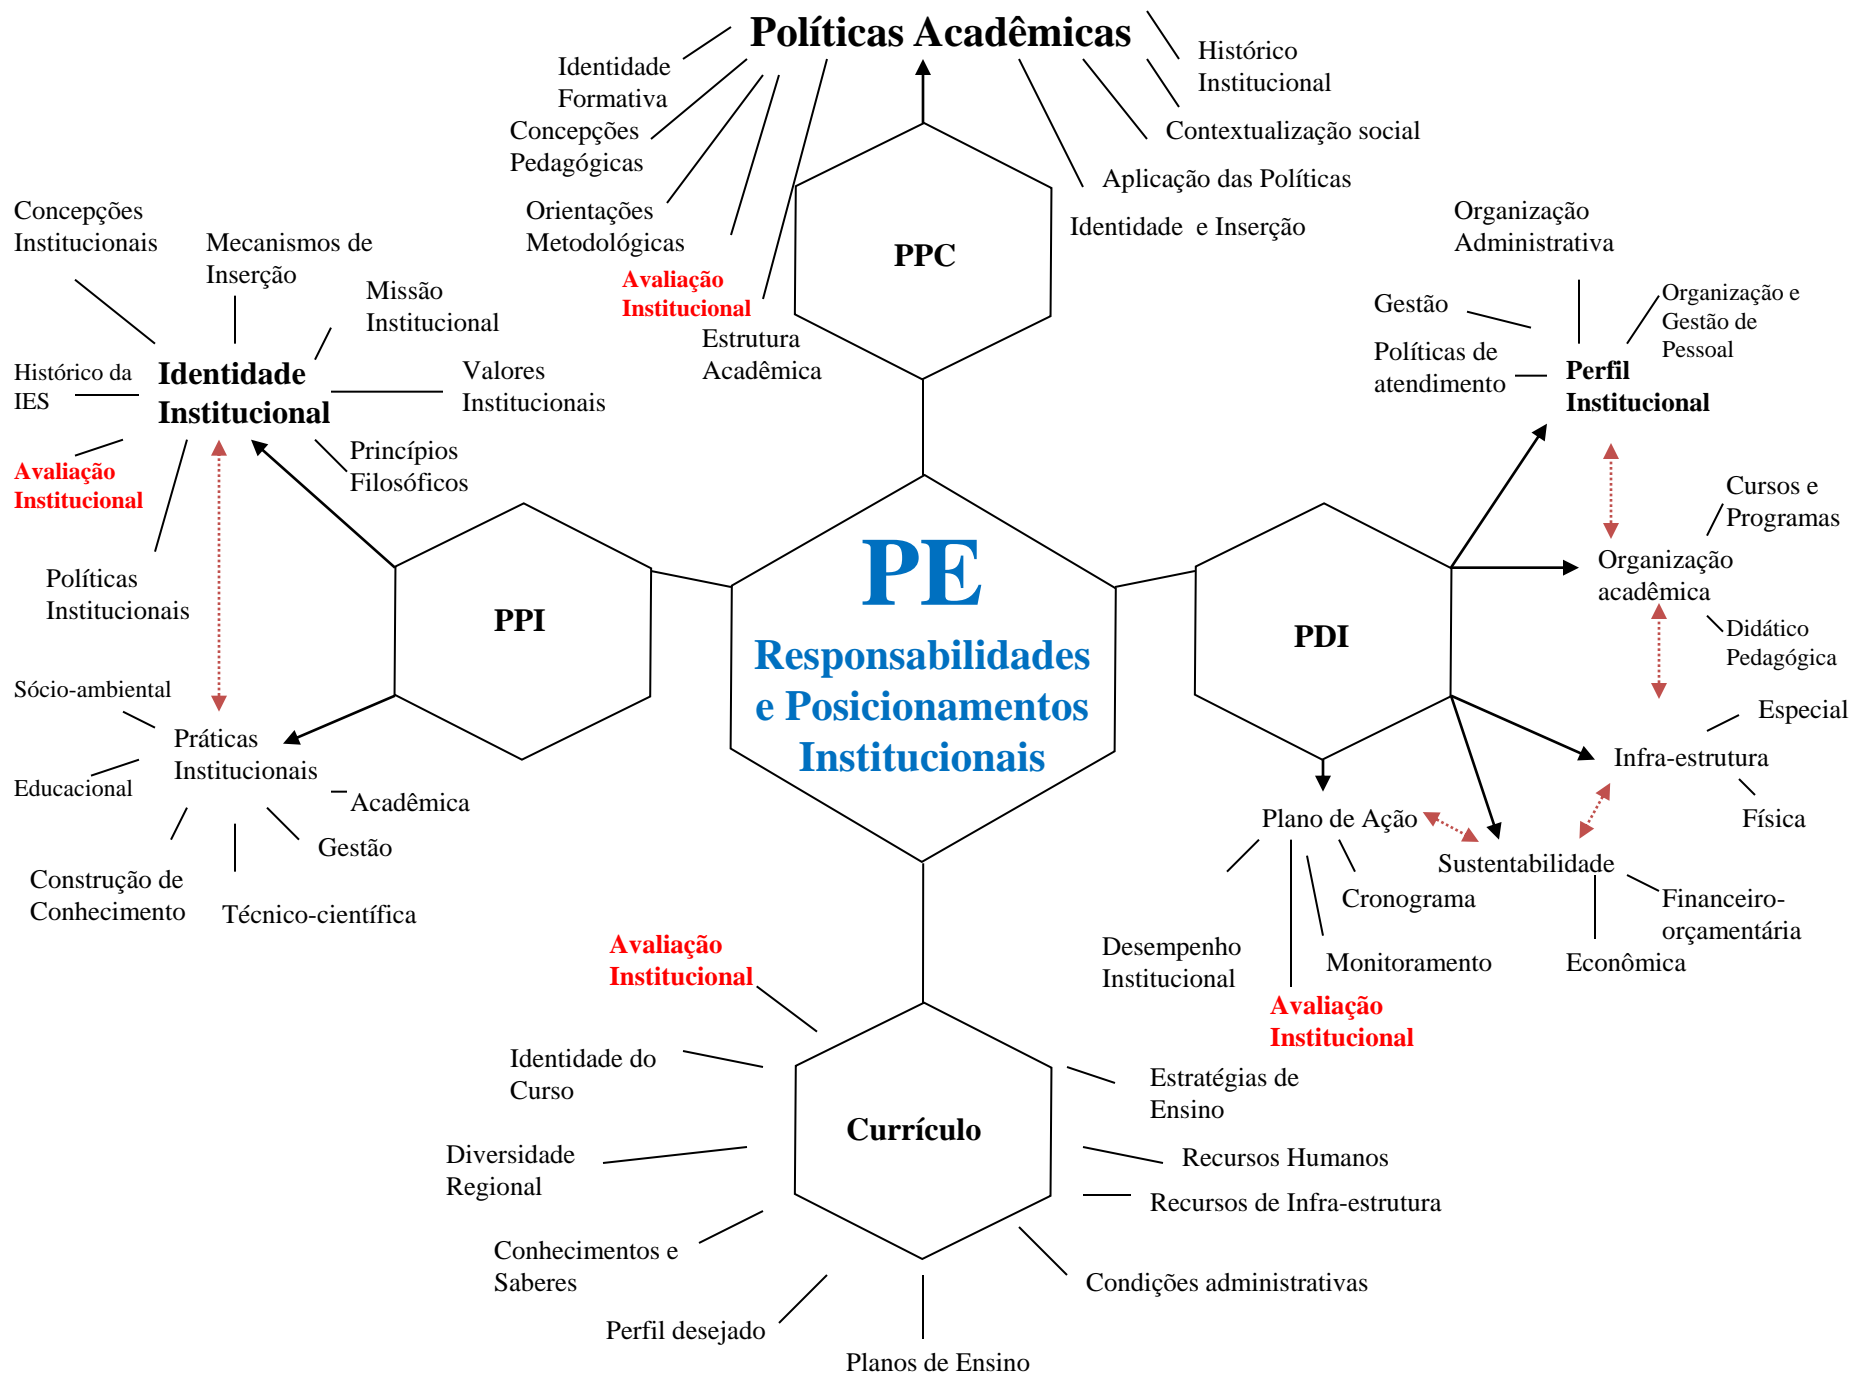 Políticas Acadêmicas
Identidade
Formativa
Concepções
Pedagógicas
Orientações
Metodológicas
Avaliação
Institucional
Estrutura
Acadêmica
Histórico
Institucional
Contextualização social
Aplicação das Políticas
Identidade e Inserção
PPC
Concepções
Institucionais
Mecanismos de
Inserção
Missão
Institucional
Histórico da
IES
Identidade
Institucional
Valores
Institucionais
Avaliação
Institucional
Princípios
Filosóficos
Políticas
Institucionais
PPI
Sócio-ambiental
Práticas
Institucionais
Educacional
Acadêmica
Gestão
Construção de
Conhecimento
Técnico-científica
PE
Responsabilidades
e Posicionamentos
Institucionais
PDI
Organização
Administrativa
Gestão
Organização e
Gestão de
Pessoal
Políticas de
atendimento
Perfil
Institucional
Cursos e
Programas
Organização
acadêmica
Didático
Pedagógica
Especial
Infra-estrutura
Física
Plano de Ação
Sustentabilidade
Cronograma
Financeiro-
orçamentária
Desempenho
Institucional
Monitoramento
Econômica
Avaliação
Institucional
Avaliação
Institucional
Identidade do
Curso
Estratégias de
Ensino
Currículo
Diversidade
Regional
Recursos Humanos
Recursos de Infra-estrutura
Conhecimentos e
Saberes
Condições administrativas
Perfil desejado
Planos de Ensino